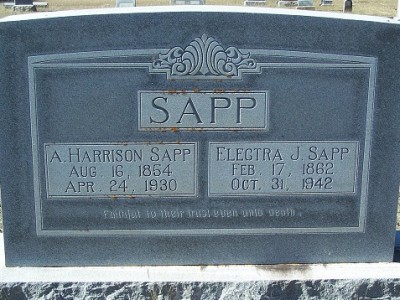 SAPP
A. HARRISON SAPP
AUG. 16, 1854
APR. 24, 1930
ELECTRA J. SAPP
FEB. 17, 1862
OCT. 31, 1942
Faithful to their trust even unto death.